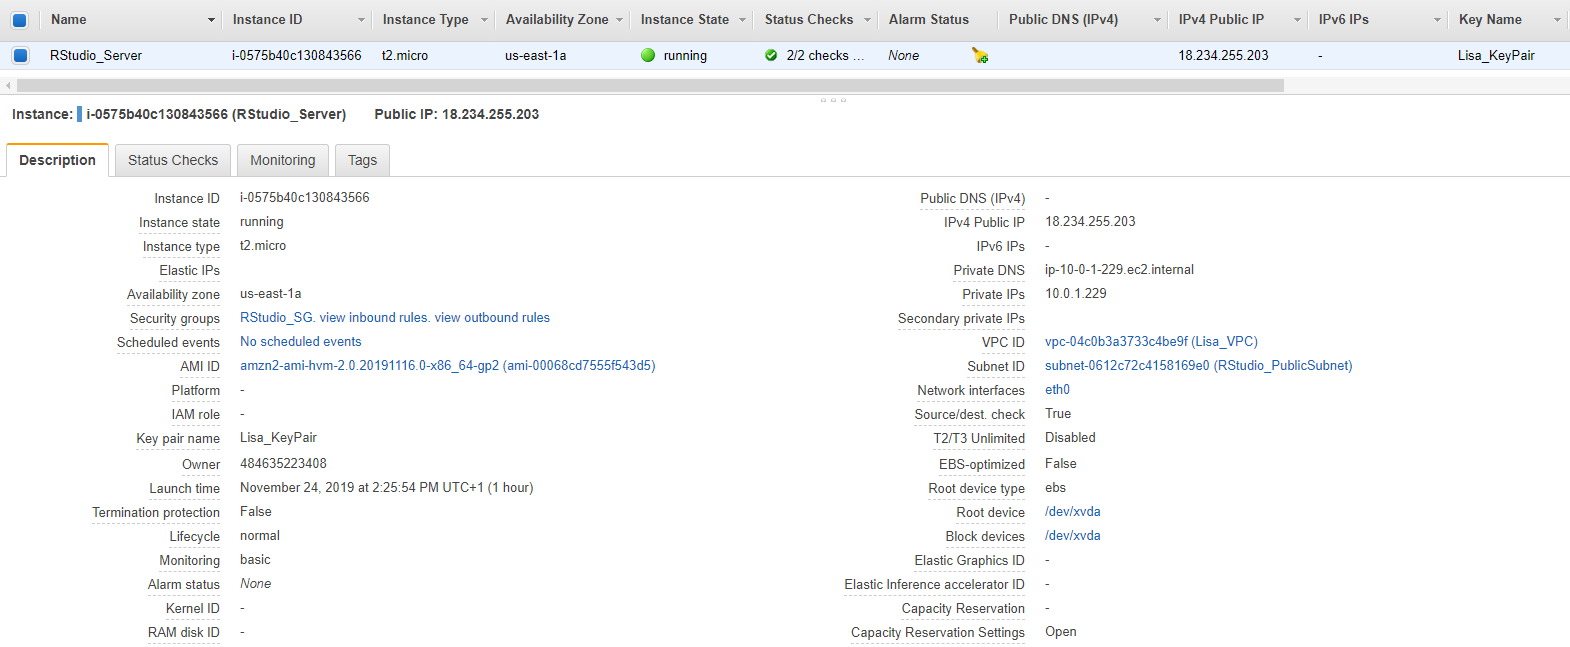 Name Instance ID Instance Type Availability Zone Instance State Status Checks Alarm Status Public DNS (IPv4) IPv4 Public IP IPv6 IPs Key Name
RStudio_Server i-0575b40c130843566 t2.micro us-east-1a running 2/2 checks ... None 18.234.255.203 - Lisa_KeyPair
Instance: i-0575b40c130843566 (RStudio_Server) Public IP: 18.234.255.203
Description Status Checks Monitoring Tags
Instance ID i-0575b40c130843566 Public DNS (IPv4) -
Instance state running IPv4 Public IP 18.234.255.203
Instance type t2.micro IPv6 IPs -
Elastic IPs Private DNS ip-10-0-1-229.ec2.internal
Availability zone us-east-1a Private IPs 10.0.1.229
Security groups RStudio_SG. view inbound rules. view outbound rules Secondary private IPs
Scheduled events No scheduled events VPC ID vpc-04c0b3a3733c4be9f (Lisa_VPC)
AMI ID amzn2-ami-hvm-2.0.20191116.0-x86_64-gp2 (ami-00068cd7555f543d5) Subnet ID subnet-0612c72c4158169e0 (RStudio_PublicSubnet)
Platform - Network interfaces eth0
IAM role - Source/dest. check True
Key pair name Lisa_KeyPair T2/T3 Unlimited Disabled
Owner 484635223408 EBS-optimized False
Launch time November 24, 2019 at 2:25:54 PM UTC+1 (1 hour) Root device type ebs
Termination protection False Root device /dev/xvda
Lifecycle normal Block devices /dev/xvda
Monitoring basic Elastic Graphics ID -
Alarm status None Elastic Inference accelerator ID -
Kernel ID - Capacity Reservation -
RAM disk ID - Capacity Reservation Settings Open